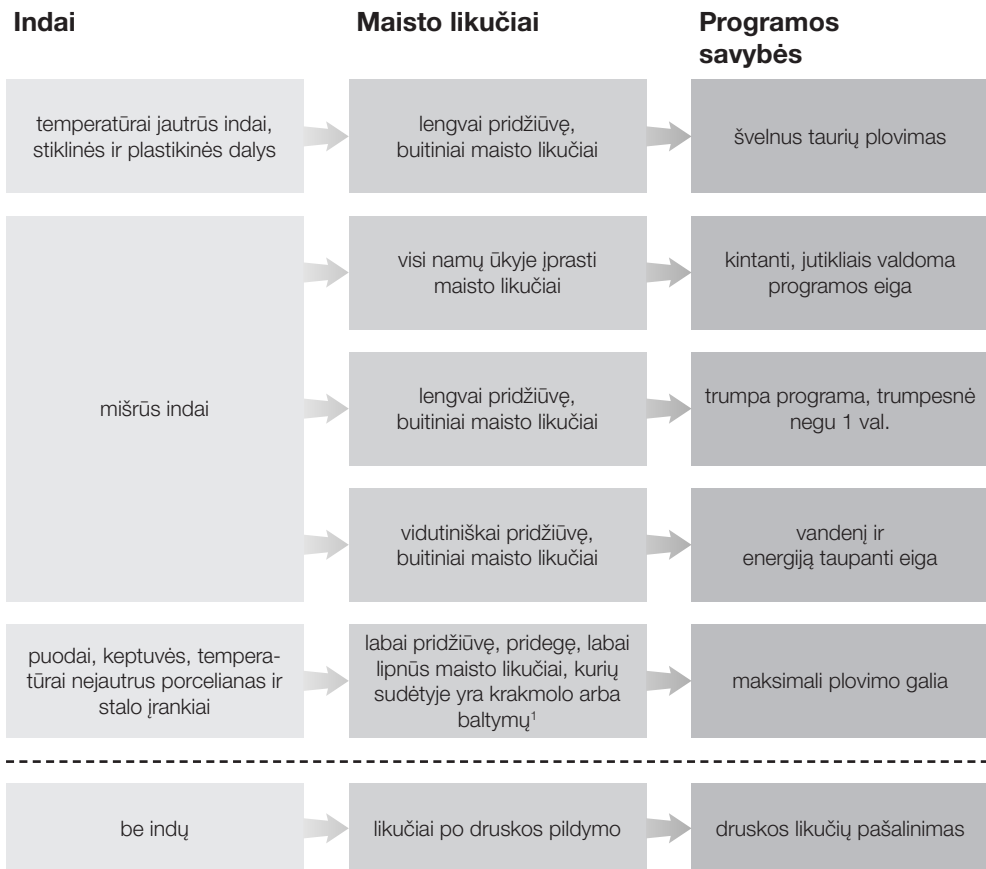 Indai
Maisto likučiai
Programos
savybės
temperatūrai jautrūs indai,
stiklinės ir plastikinės dalys
lengvai pridžiūvę,
buitiniai maisto likučiai
švelnus taurių plovimas
mišrūs indai
visi namų ūkyje įprasti
maisto likučiai
kintanti, jutikliais valdoma
programos eiga
lengvai pridžiūvę,
buitiniai maisto likučiai
trumpa programa, trumpesnė
negu 1 val.
vidutiniškai pridžiūvę,
buitiniai maisto likučiai
vandenį ir
energiją taupanti eiga
puodai, keptuvės, tempera-
tūrai nejautrus porcelianas ir
stalo įrankiai
labai pridžiūvę, pridegę, labai
lipnūs maisto likučiai, kurių
sudėtyje yra krakmolo arba
baltymų¹
maksimali plovimo galia
be indų
likučiai po druskos pildymo
druskos likučių pašalinimas